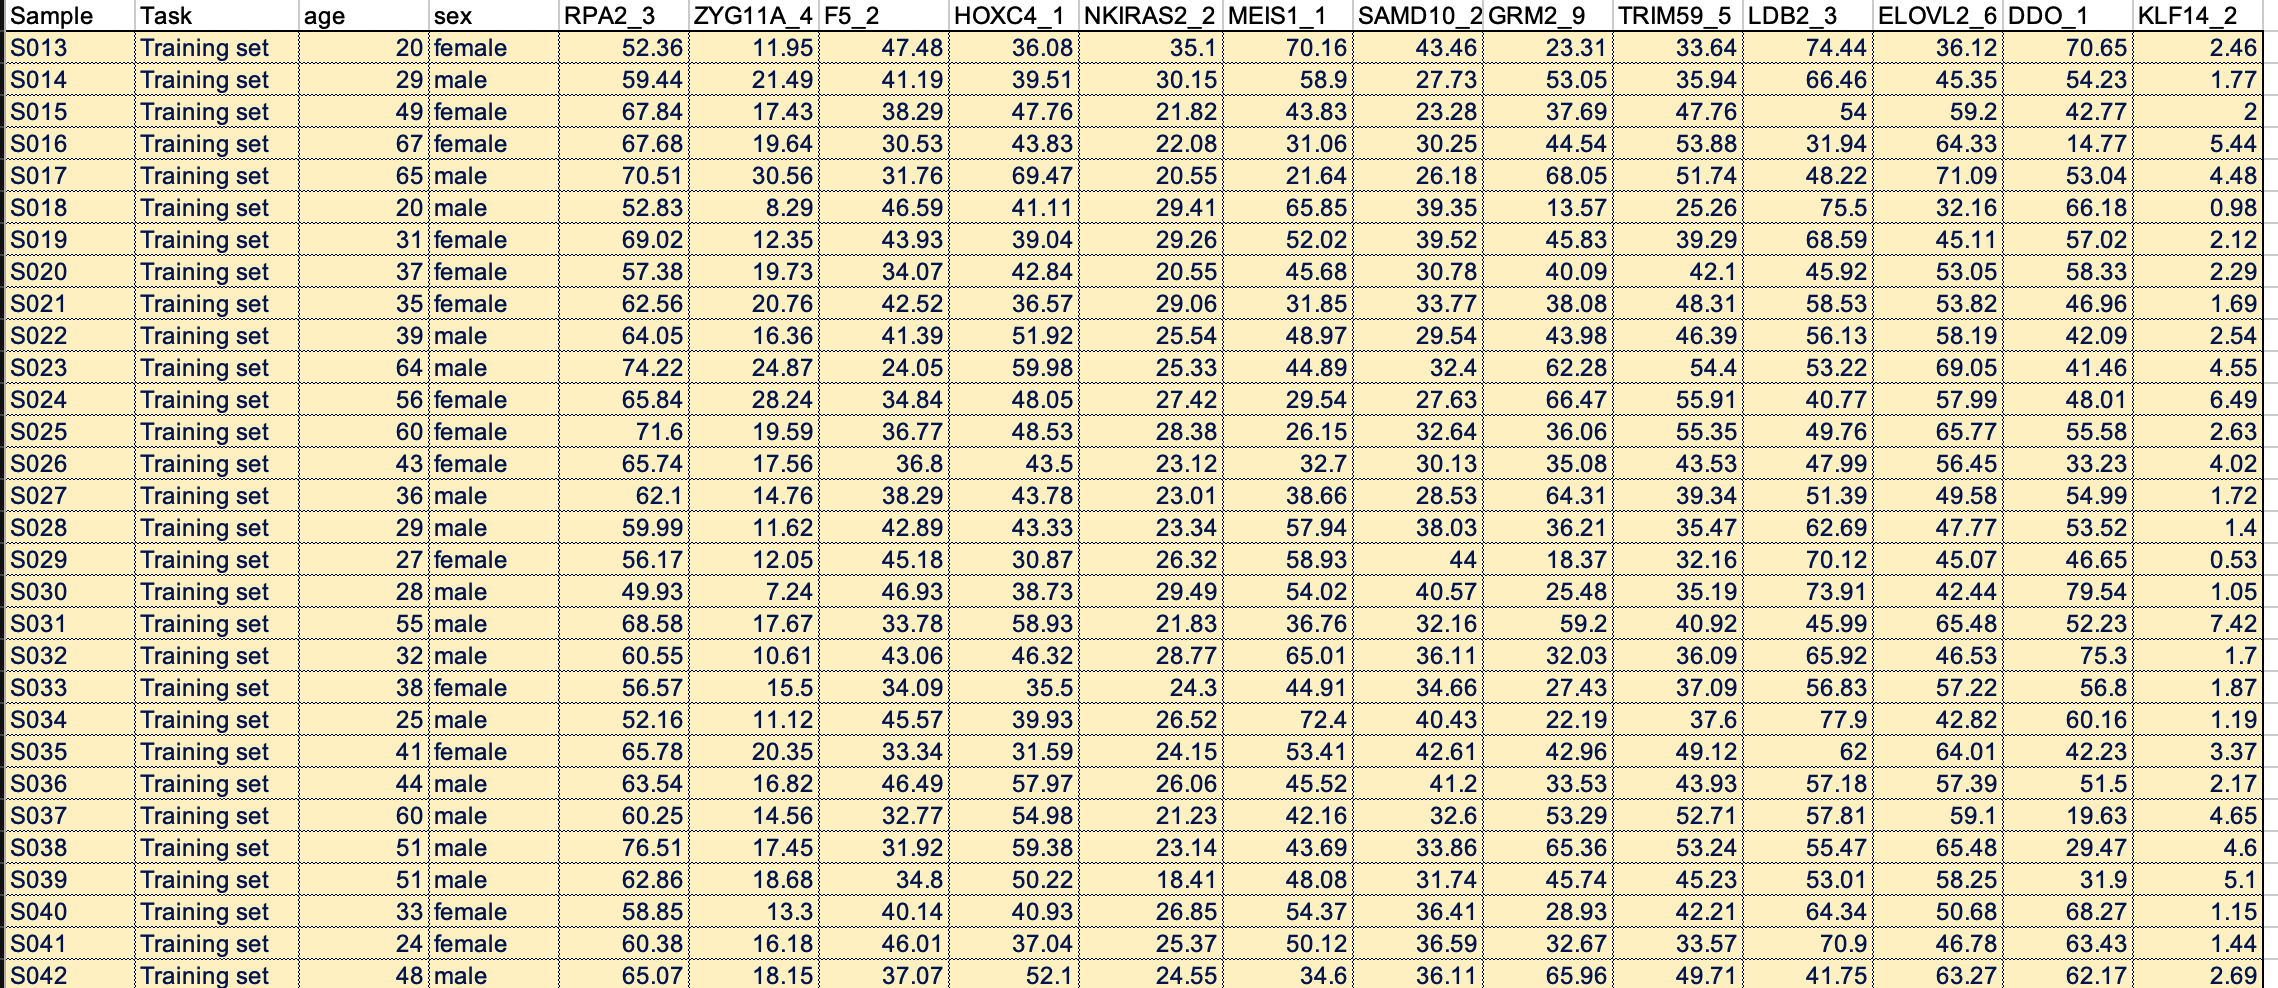 Sample Task age sex RPA2_3 ZYG11A_4 F5_2 HOXC4_1 NKIRAS2_2 MEIS1_1 SAMD10_2 GRM2_9 TRIM59_5 LDB2_3 ELOVL2_6 DDO_1 KLF14_2
S013 Training set 20 female 52.36 11.95 47.48 36.08 35.1 70.16 43.46 23.31 33.64 74.44 36.12 70.65 2.46
S014 Training set 29 male 59.44 21.49 41.19 39.51 30.15 58.9 27.73 53.05 35.94 66.46 45.35 54.23 1.77
S015 Training set 49 female 67.84 17.43 38.29 47.76 21.82 43.83 23.28 37.69 47.76 54 59.2 42.77 2
S016 Training set 67 female 67.68 19.64 30.53 43.83 22.08 31.06 30.25 44.54 53.88 31.94 64.33 14.77 5.44
S017 Training set 65 male 70.51 30.56 31.76 69.47 20.55 21.64 26.18 68.05 51.74 48.22 71.09 53.04 4.48
S018 Training set 20 male 52.83 8.29 46.59 41.11 29.41 65.85 39.35 13.57 25.26 75.5 32.16 66.18 0.98
S019 Training set 31 female 69.02 12.35 43.93 39.04 29.26 52.02 39.52 45.83 39.29 68.59 45.11 57.02 2.12
S020 Training set 37 female 57.38 19.73 34.07 42.84 20.55 45.68 30.78 40.09 42.1 45.92 53.05 58.33 2.29
S021 Training set 35 female 62.56 20.76 42.52 36.57 29.06 31.85 33.77 38.08 48.31 58.53 53.82 46.96 1.69
S022 Training set 39 male 64.05 16.36 41.39 51.92 25.54 48.97 29.54 43.98 46.39 56.13 58.19 42.09 2.54
S023 Training set 64 male 74.22 24.87 24.05 59.98 25.33 44.89 32.4 62.28 54.4 53.22 69.05 41.46 4.55
S024 Training set 56 female 65.84 28.24 34.84 48.05 27.42 29.54 27.63 66.47 55.91 40.77 57.99 48.01 6.49
S025 Training set 60 female 71.6 19.59 36.77 48.53 28.38 26.15 32.64 36.06 55.35 49.76 65.77 55.58 2.63
S026 Training set 43 female 65.74 17.56 36.8 43.5 23.12 32.7 30.13 35.08 43.53 47.99 56.45 33.23 4.02
S027 Training set 36 male 62.1 14.76 38.29 43.78 23.01 38.66 28.53 64.31 39.34 51.39 49.58 54.99 1.72
S028 Training set 29 male 59.99 11.62 42.89 43.33 23.34 57.94 38.03 36.21 35.47 62.69 47.77 53.52 1.4
S029 Training set 27 female 56.17 12.05 45.18 30.87 26.32 58.93 44 18.37 32.16 70.12 45.07 46.65 0.53
S030 Training set 28 male 49.93 7.24 46.93 38.73 29.49 54.02 40.57 25.48 35.19 73.91 42.44 79.54 1.05
S031 Training set 55 male 68.58 17.67 33.78 58.93 21.83 36.76 32.16 59.2 40.92 45.99 65.48 52.23 7.42
S032 Training set 32 male 60.55 10.61 43.06 46.32 28.77 65.01 36.11 32.03 36.09 65.92 46.53 75.3 1.7
S033 Training set 38 female 56.57 15.5 34.09 35.5 24.3 44.91 34.66 27.43 37.09 56.83 57.22 56.8 1.87
S034 Training set 25 male 52.16 11.12 45.57 39.93 26.52 72.4 40.43 22.19 37.6 77.9 42.82 60.16 1.19
S035 Training set 41 female 65.78 20.35 33.34 31.59 24.15 53.41 42.61 42.96 49.12 62 64.01 42.23 3.37
S036 Training set 44 male 63.54 16.82 46.49 57.97 26.06 45.52 41.2 33.53 43.93 57.18 57.39 51.5 2.17
S037 Training set 60 male 60.25 14.56 32.77 54.98 21.23 42.16 32.6 53.29 52.71 57.81 59.1 19.63 4.65
S038 Training set 51 male 76.51 17.45 31.92 59.38 23.14 43.69 33.86 65.36 53.24 55.47 65.48 29.47 4.6
S039 Training set 51 male 62.86 18.68 34.8 50.22 18.41 48.08 31.74 45.74 45.23 53.01 58.25 31.9 5.1
S040 Training set 33 female 58.85 13.3 40.14 40.93 26.85 54.37 36.41 28.93 42.21 64.34 50.68 68.27 1.15
S041 Training set 24 female 60.38 16.18 46.01 37.04 25.37 50.12 36.59 32.67 33.57 70.9 46.78 63.43 1.44
S042 Training set 48 male 65.07 18.15 37.07 52.1 24.55 34.6 36.11 65.96 49.71 41.75 63.27 62.17 2.69